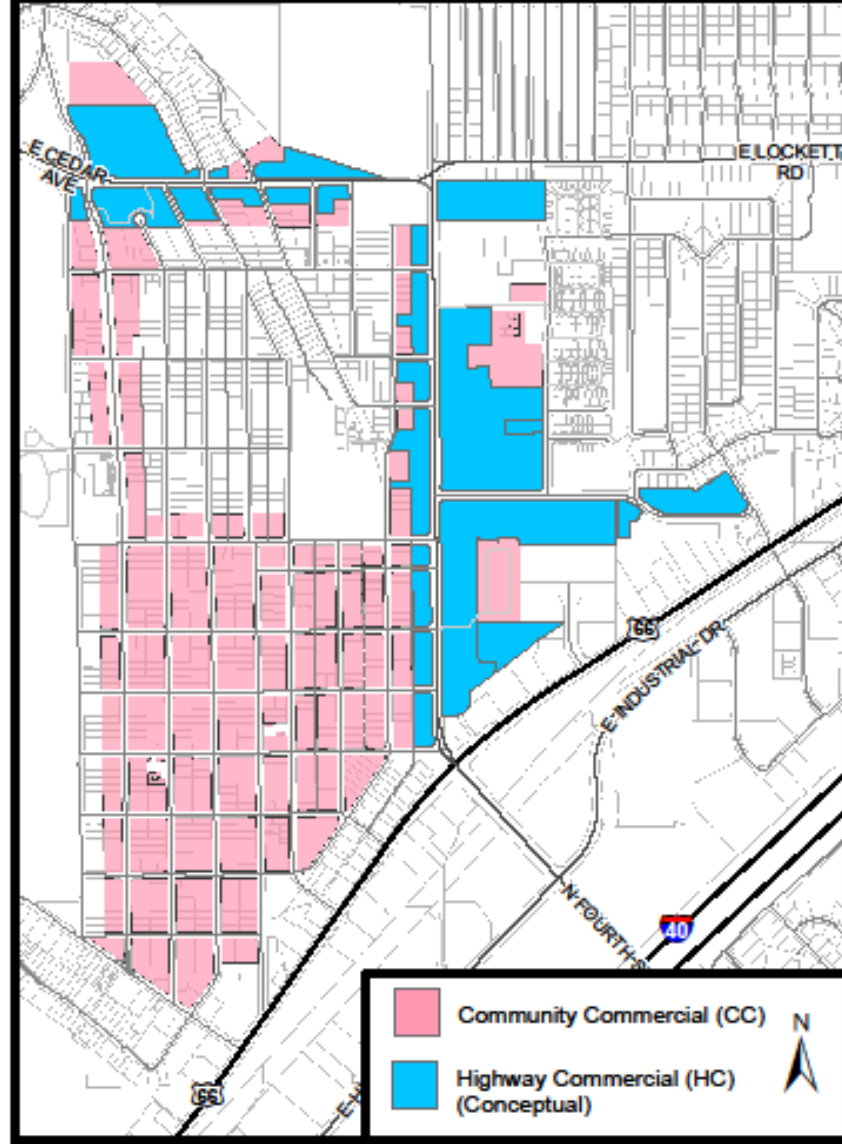 E CEDAR
AVE
E LOCKETT
RD
66
E INDUSTRIAL DR
40
N FOURTH S
66
Community Commercial (CC)
N
Highway Commercial (HC)
(Conceptual)